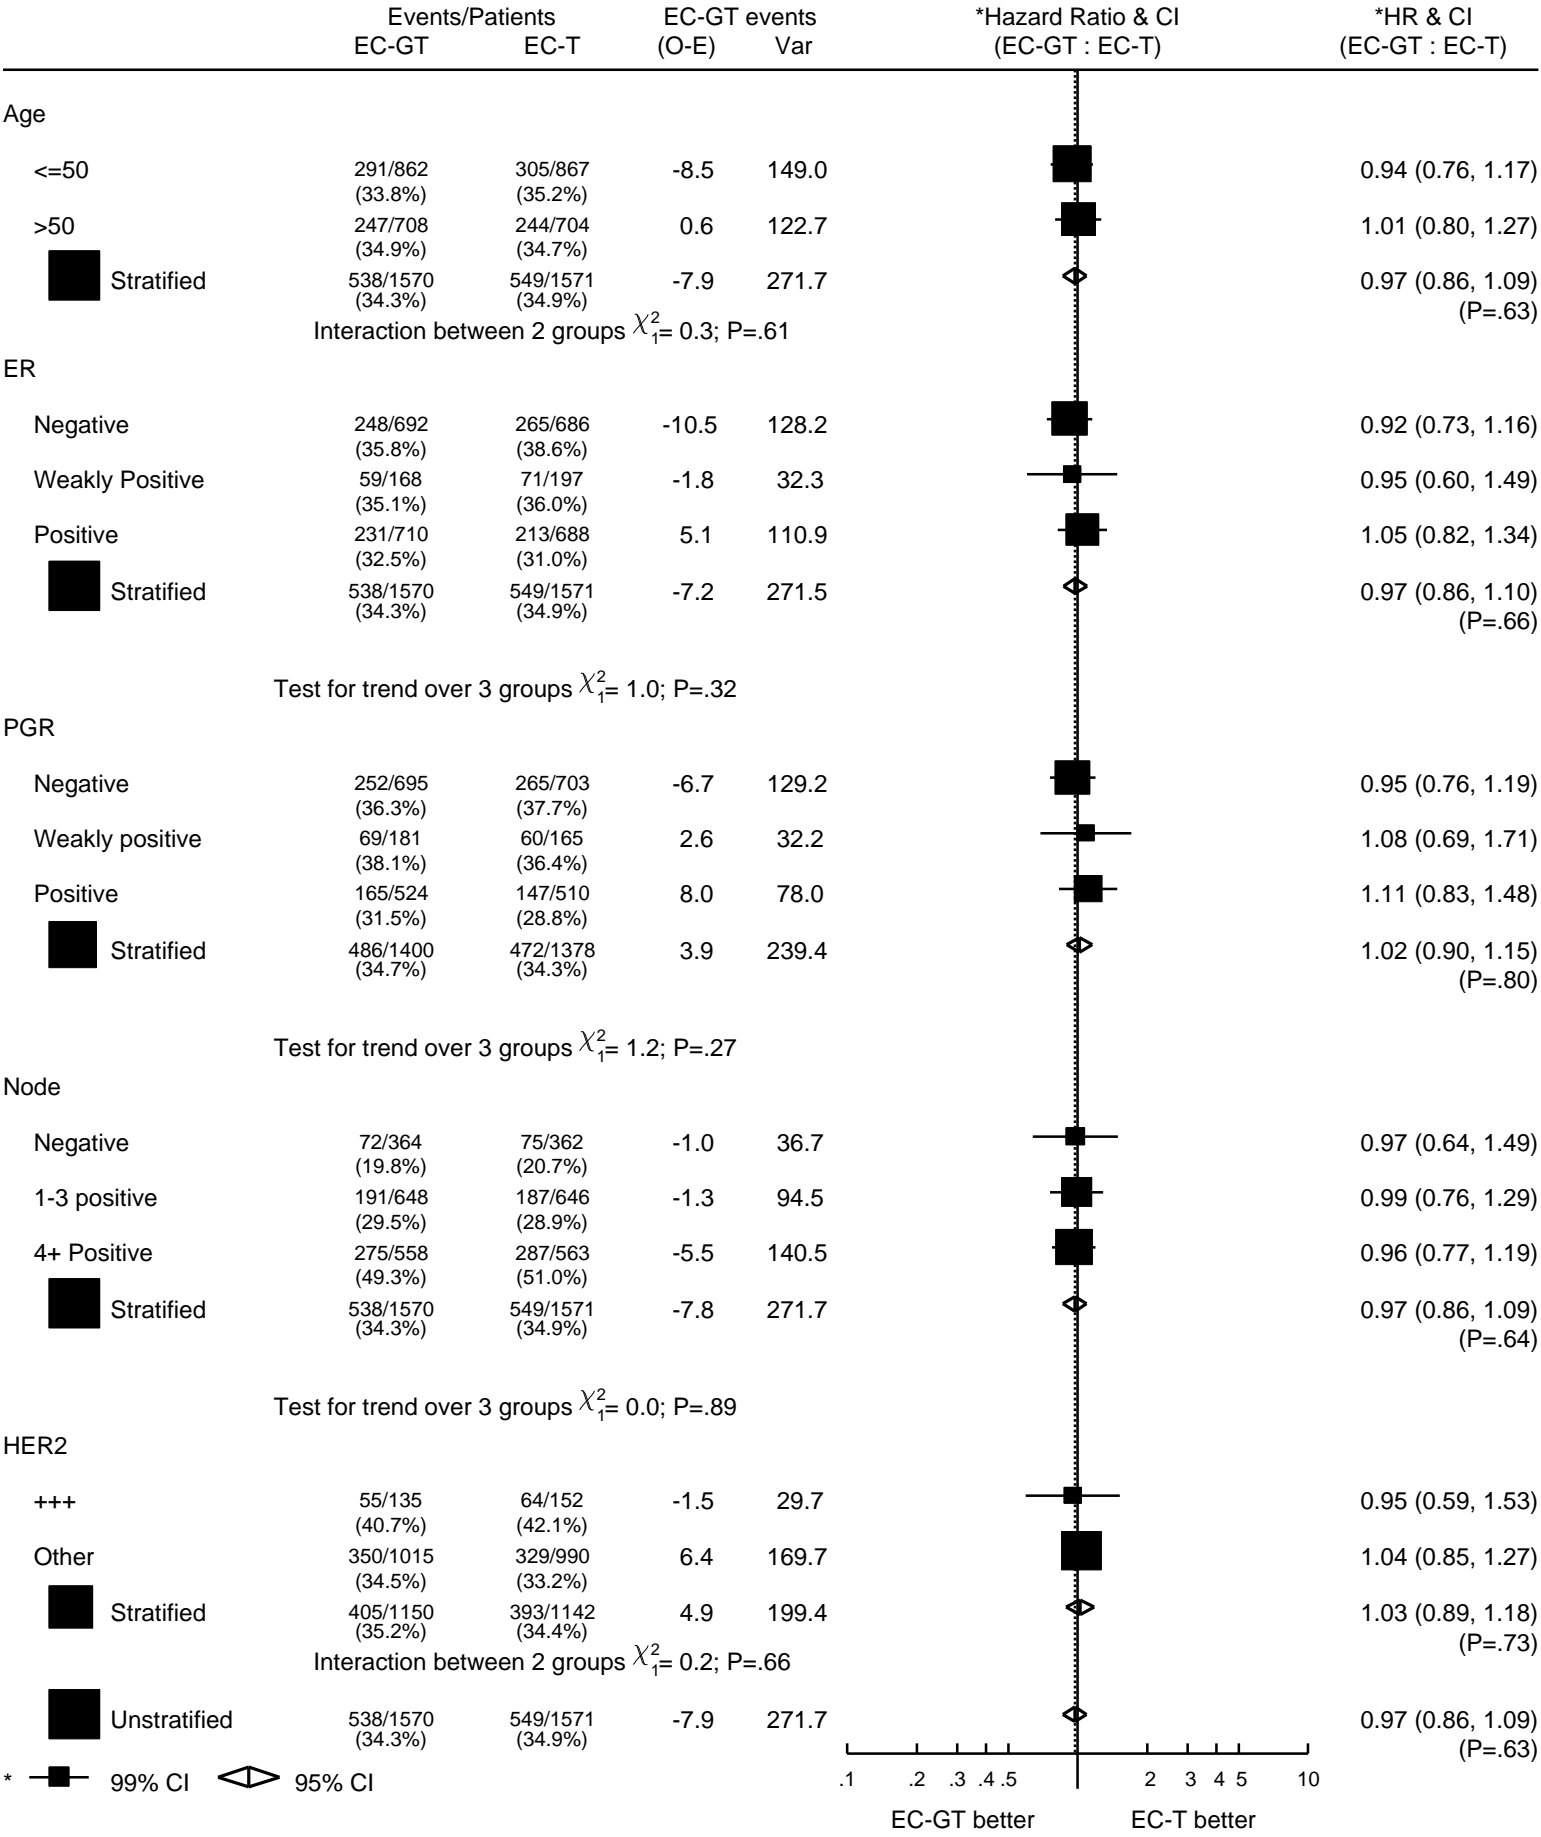 Events/Patients EC-GT events *Hazard Ratio & CI *HR & CI
EC-GT EC-T (O-E) Var (EC-GT : EC-T) (EC-GT : EC-T)
Age
<=50 291/862 305/867 -8.5 149.0 0.94 (0.76, 1.17)
(33.8%) (35.2%)
>50 247/708 244/704 0.6 122.7 1.01 (0.80, 1.27)
(34.9%) (34.7%)
Stratified 538/1570 549/1571 -7.9 271.7 0.97 (0.86, 1.09)
(34.3%) (34.9%) (P=.63)
Interaction between 2 groups χ²₁= 0.3; P=.61
ER
Negative 248/692 265/686 -10.5 128.2 0.92 (0.73, 1.16)
(35.8%) (38.6%)
Weakly Positive 59/168 71/197 -1.8 32.3 0.95 (0.60, 1.49)
(35.1%) (36.0%)
Positive 231/710 213/688 5.1 110.9 1.05 (0.82, 1.34)
(32.5%) (31.0%)
Stratified 538/1570 549/1571 -7.2 271.5 0.97 (0.86, 1.10)
(34.3%) (34.9%) (P=.66)
Test for trend over 3 groups χ²₁= 1.0; P=.32
PGR
Negative 252/695 265/703 -6.7 129.2 0.95 (0.76, 1.19)
(36.3%) (37.7%)
Weakly positive 69/181 60/165 2.6 32.2 1.08 (0.69, 1.71)
(38.1%) (36.4%)
Positive 165/524 147/510 8.0 78.0 1.11 (0.83, 1.48)
(31.5%) (28.8%)
Stratified 486/1400 472/1378 3.9 239.4 1.02 (0.90, 1.15)
(34.7%) (34.3%) (P=.80)
Test for trend over 3 groups χ²₁= 1.2; P=.27
Node
Negative 72/364 75/362 -1.0 36.7 0.97 (0.64, 1.49)
(19.8%) (20.7%)
1-3 positive 191/648 187/646 -1.3 94.5 0.99 (0.76, 1.29)
(29.5%) (28.9%)
4+ Positive 275/558 287/563 -5.5 140.5 0.96 (0.77, 1.19)
(49.3%) (51.0%)
Stratified 538/1570 549/1571 -7.8 271.7 0.97 (0.86, 1.09)
(34.3%) (34.9%) (P=.64)
Test for trend over 3 groups χ²₁= 0.0; P=.89
HER2
+++ 55/135 64/152 -1.5 29.7 0.95 (0.59, 1.53)
(40.7%) (42.1%)
Other 350/1015 329/990 6.4 169.7 1.04 (0.85, 1.27)
(34.5%) (33.2%)
Stratified 405/1150 393/1142 4.9 199.4 1.03 (0.89, 1.18)
(35.2%) (34.4%) (P=.73)
Interaction between 2 groups χ²₁= 0.2; P=.66
Unstratified 538/1570 549/1571 -7.9 271.7 0.97 (0.86, 1.09)
(34.3%) (34.9%) (P=.63)
* 99% CI 95% CI .1 .2 .3 .4 .5 2 3 4 5 10
EC-GT better EC-T better